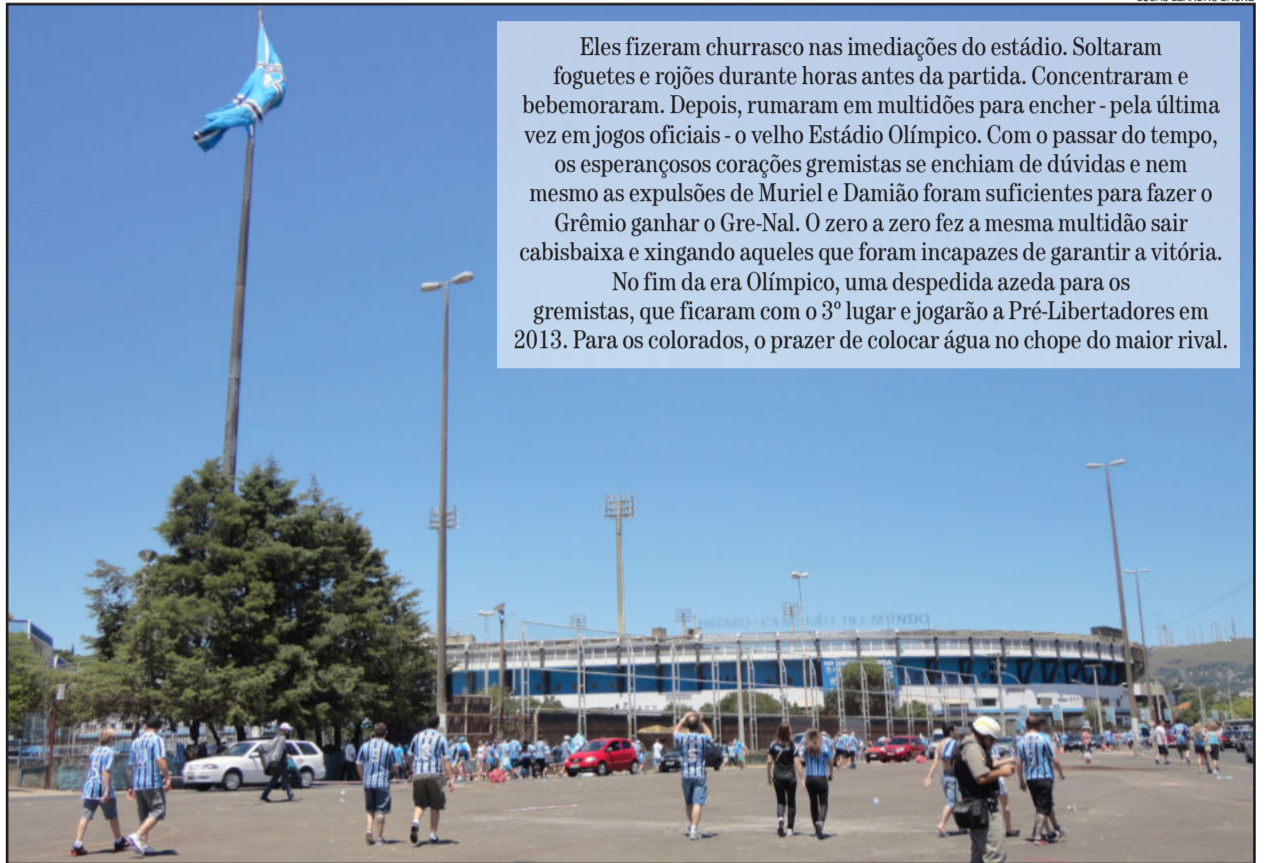 Eles fizeram churrasco nas imediações do estádio. Soltaram
foguetes e rojões durante horas antes da partida. Concentraram e
bebemoraram. Depois, rumaram em multidões para encher - pela última
vez em jogos oficiais - o velho Estádio Olímpico. Com o passar do tempo,
os esperançosos corações gremistas se enchiam de dúvidas e nem
mesmo as expulsões de Muriel e Damião foram suficientes para fazer o
Grêmio ganhar o Gre-Nal. O zero a zero fez a mesma multidão sair
cabisbaixa e xingando aqueles que foram incapazes de garantir a vitória.
No fim da era Olímpico, uma despedida azeda para os
gremistas, que ficaram com o 3º lugar e jogarão a Pré-Libertadores em
2013. Para os colorados, o prazer de colocar água no chope do maior rival.
GRÊMIO - CAMPEÃO DO MUNDO